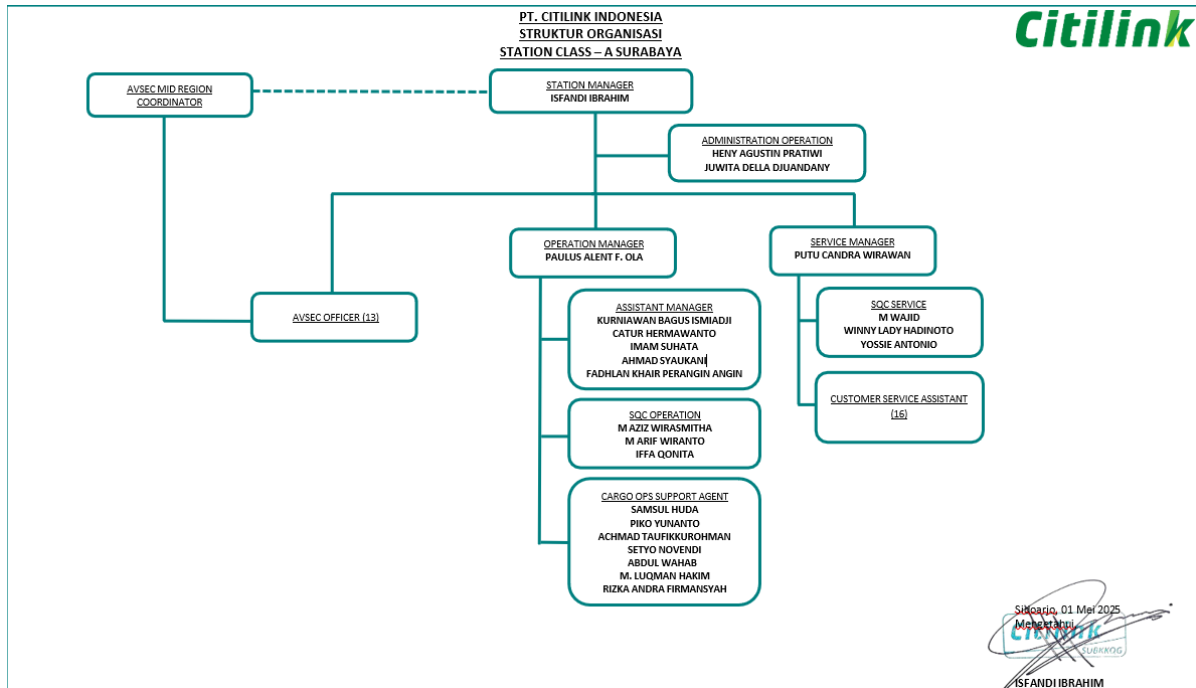 PT. CITILINK INDONESIA
STRUKTUR ORGANISASI
STATION CLASS – A SURABAYA
Citilink
AVSEC MID REGION
COORDINATOR
STATION MANAGER
ISFANDI IBRAHIM
ADMINISTRATION OPERATION
HENY AGUSTIN PRATIWI
JUWITA DELLA DJUANDANY
OPERATION MANAGER
PAULUS ALENT F. OLA
SERVICE MANAGER
PUTU CANDRA WIRAWAN
AVSEC OFFICER (13)
ASSISTANT MANAGER
KURNIAWAN BAGUS ISMIADJI
CATUR HERMAWANTO
IMAM SUHATA
AHMAD SYAUKANI
FADHLAN KHAIR PERANGIN ANGIN
SQC SERVICE
M WAJID
WINNY LADY HADINOTO
YOSSIE ANTONIO
CUSTOMER SERVICE ASSISTANT
(16)
SQC OPERATION
M AZIZ WIRASMITHA
M ARIF WIRANTO
IFFA QONITA
CARGO OPS SUPPORT AGENT
SAMSUL HUDA
PIKO YUNANTO
ACHMAD TAUFIKKUROHMAN
SETYO NOVENDI
ABDUL WAHAB
M. LUQMAN HAKIM
RIZKA ANDRA FIRMANSYAH
Sidoarjo, 01 Mei 2025
Mengetahui
Citilink
SUBKKOG
ISFANDI IBRAHIM